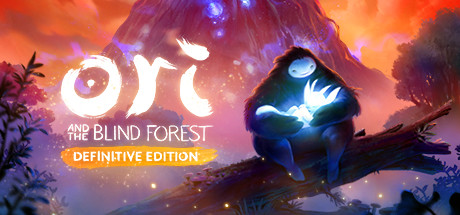 ori
AND
THE BLIND FOREST
DEFINITIVE EDITION